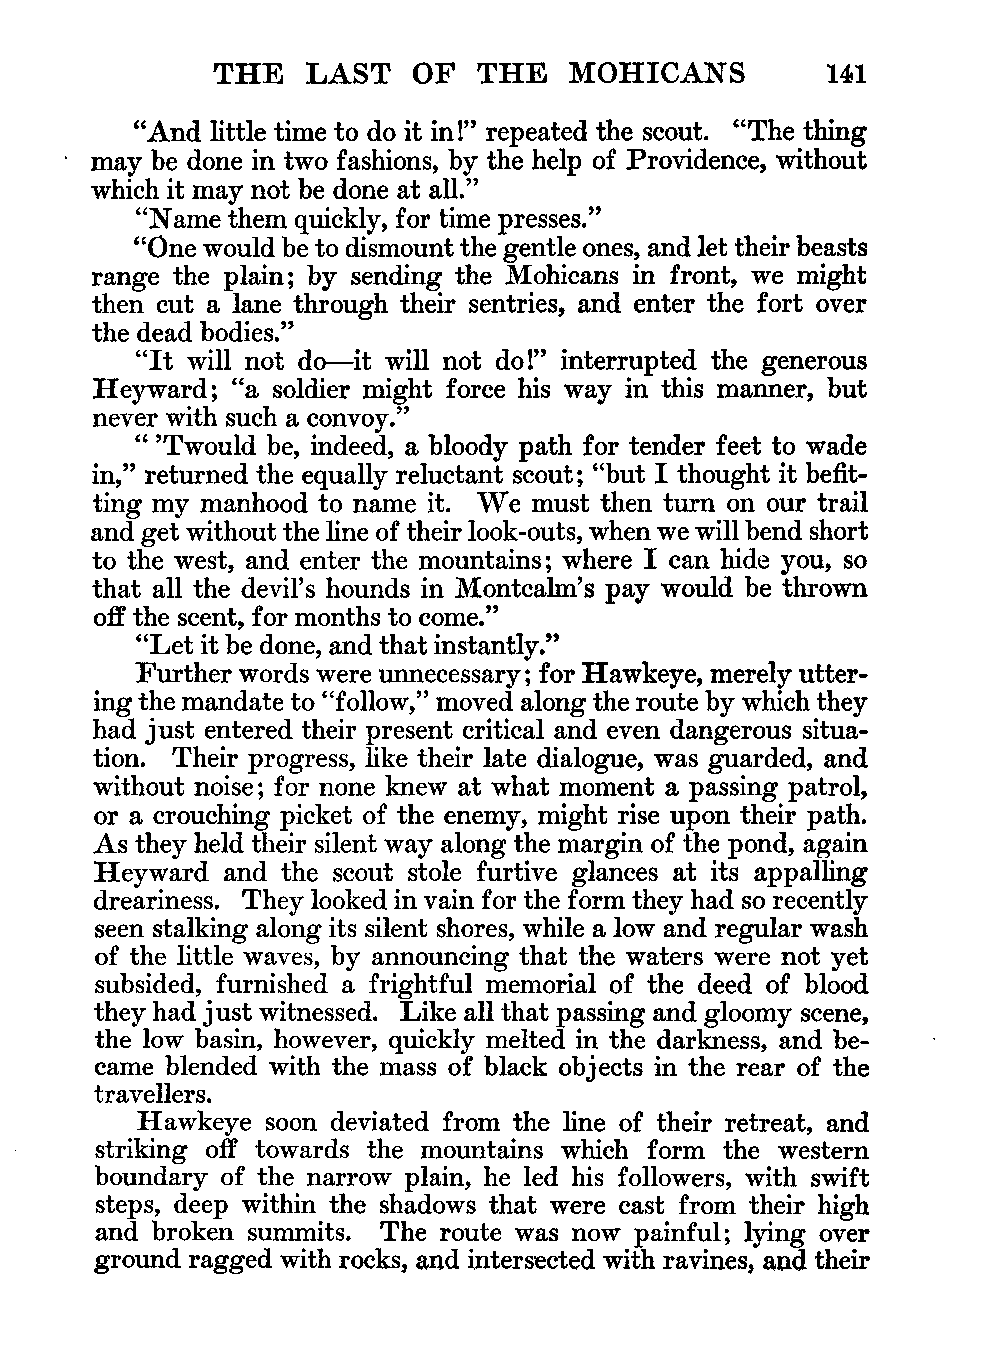 THE LAST OF THE MOHICANS 141
“And little time to do it in!” repeated the scout. “The thing
may be done in two fashions, by the help of Providence, without
which it may not be done at all.”
“Name them quickly, for time presses.”
“One would be to dismount the gentle ones, and let their beasts
range the plain; by sending the Mohicans in front, we might
then cut a lane through their sentries, and enter the fort over
the dead bodies.”
“It will not do—it will not do!” interrupted the generous
Heyward; “a soldier might force his way in this manner, but
never with such a convoy.”
“ ’Twould be, indeed, a bloody path for tender feet to wade
in,” returned the equally reluctant scout; “but I thought it befit-
ting my manhood to name it. We must then turn on our trail
and get without the line of their look-outs, when we will bend short
to the west, and enter the mountains; where I can hide you, so
that all the devil’s hounds in Montcalm’s pay would be thrown
off the scent, for months to come.”
“Let it be done, and that instantly.”
Further words were unnecessary; for Hawkeye, merely utter-
ing the mandate to “follow,” moved along the route by which they
had just entered their present critical and even dangerous situa-
tion. Their progress, like their late dialogue, was guarded, and
without noise; for none knew at what moment a passing patrol,
or a crouching picket of the enemy, might rise upon their path.
As they held their silent way along the margin of the pond, again
Heyward and the scout stole furtive glances at its appalling
dreariness. They looked in vain for the form they had so recently
seen stalking along its silent shores, while a low and regular wash
of the little waves, by announcing that the waters were not yet
subsided, furnished a frightful memorial of the deed of blood
they had just witnessed. Like all that passing and gloomy scene,
the low basin, however, quickly melted in the darkness, and be-
came blended with the mass of black objects in the rear of the
travellers.
Hawkeye soon deviated from the line of their retreat, and
striking off towards the mountains which form the western
boundary of the narrow plain, he led his followers, with swift
steps, deep within the shadows that were cast from their high
and broken summits. The route was now painful; lying over
ground ragged with rocks, and intersected with ravines, and their